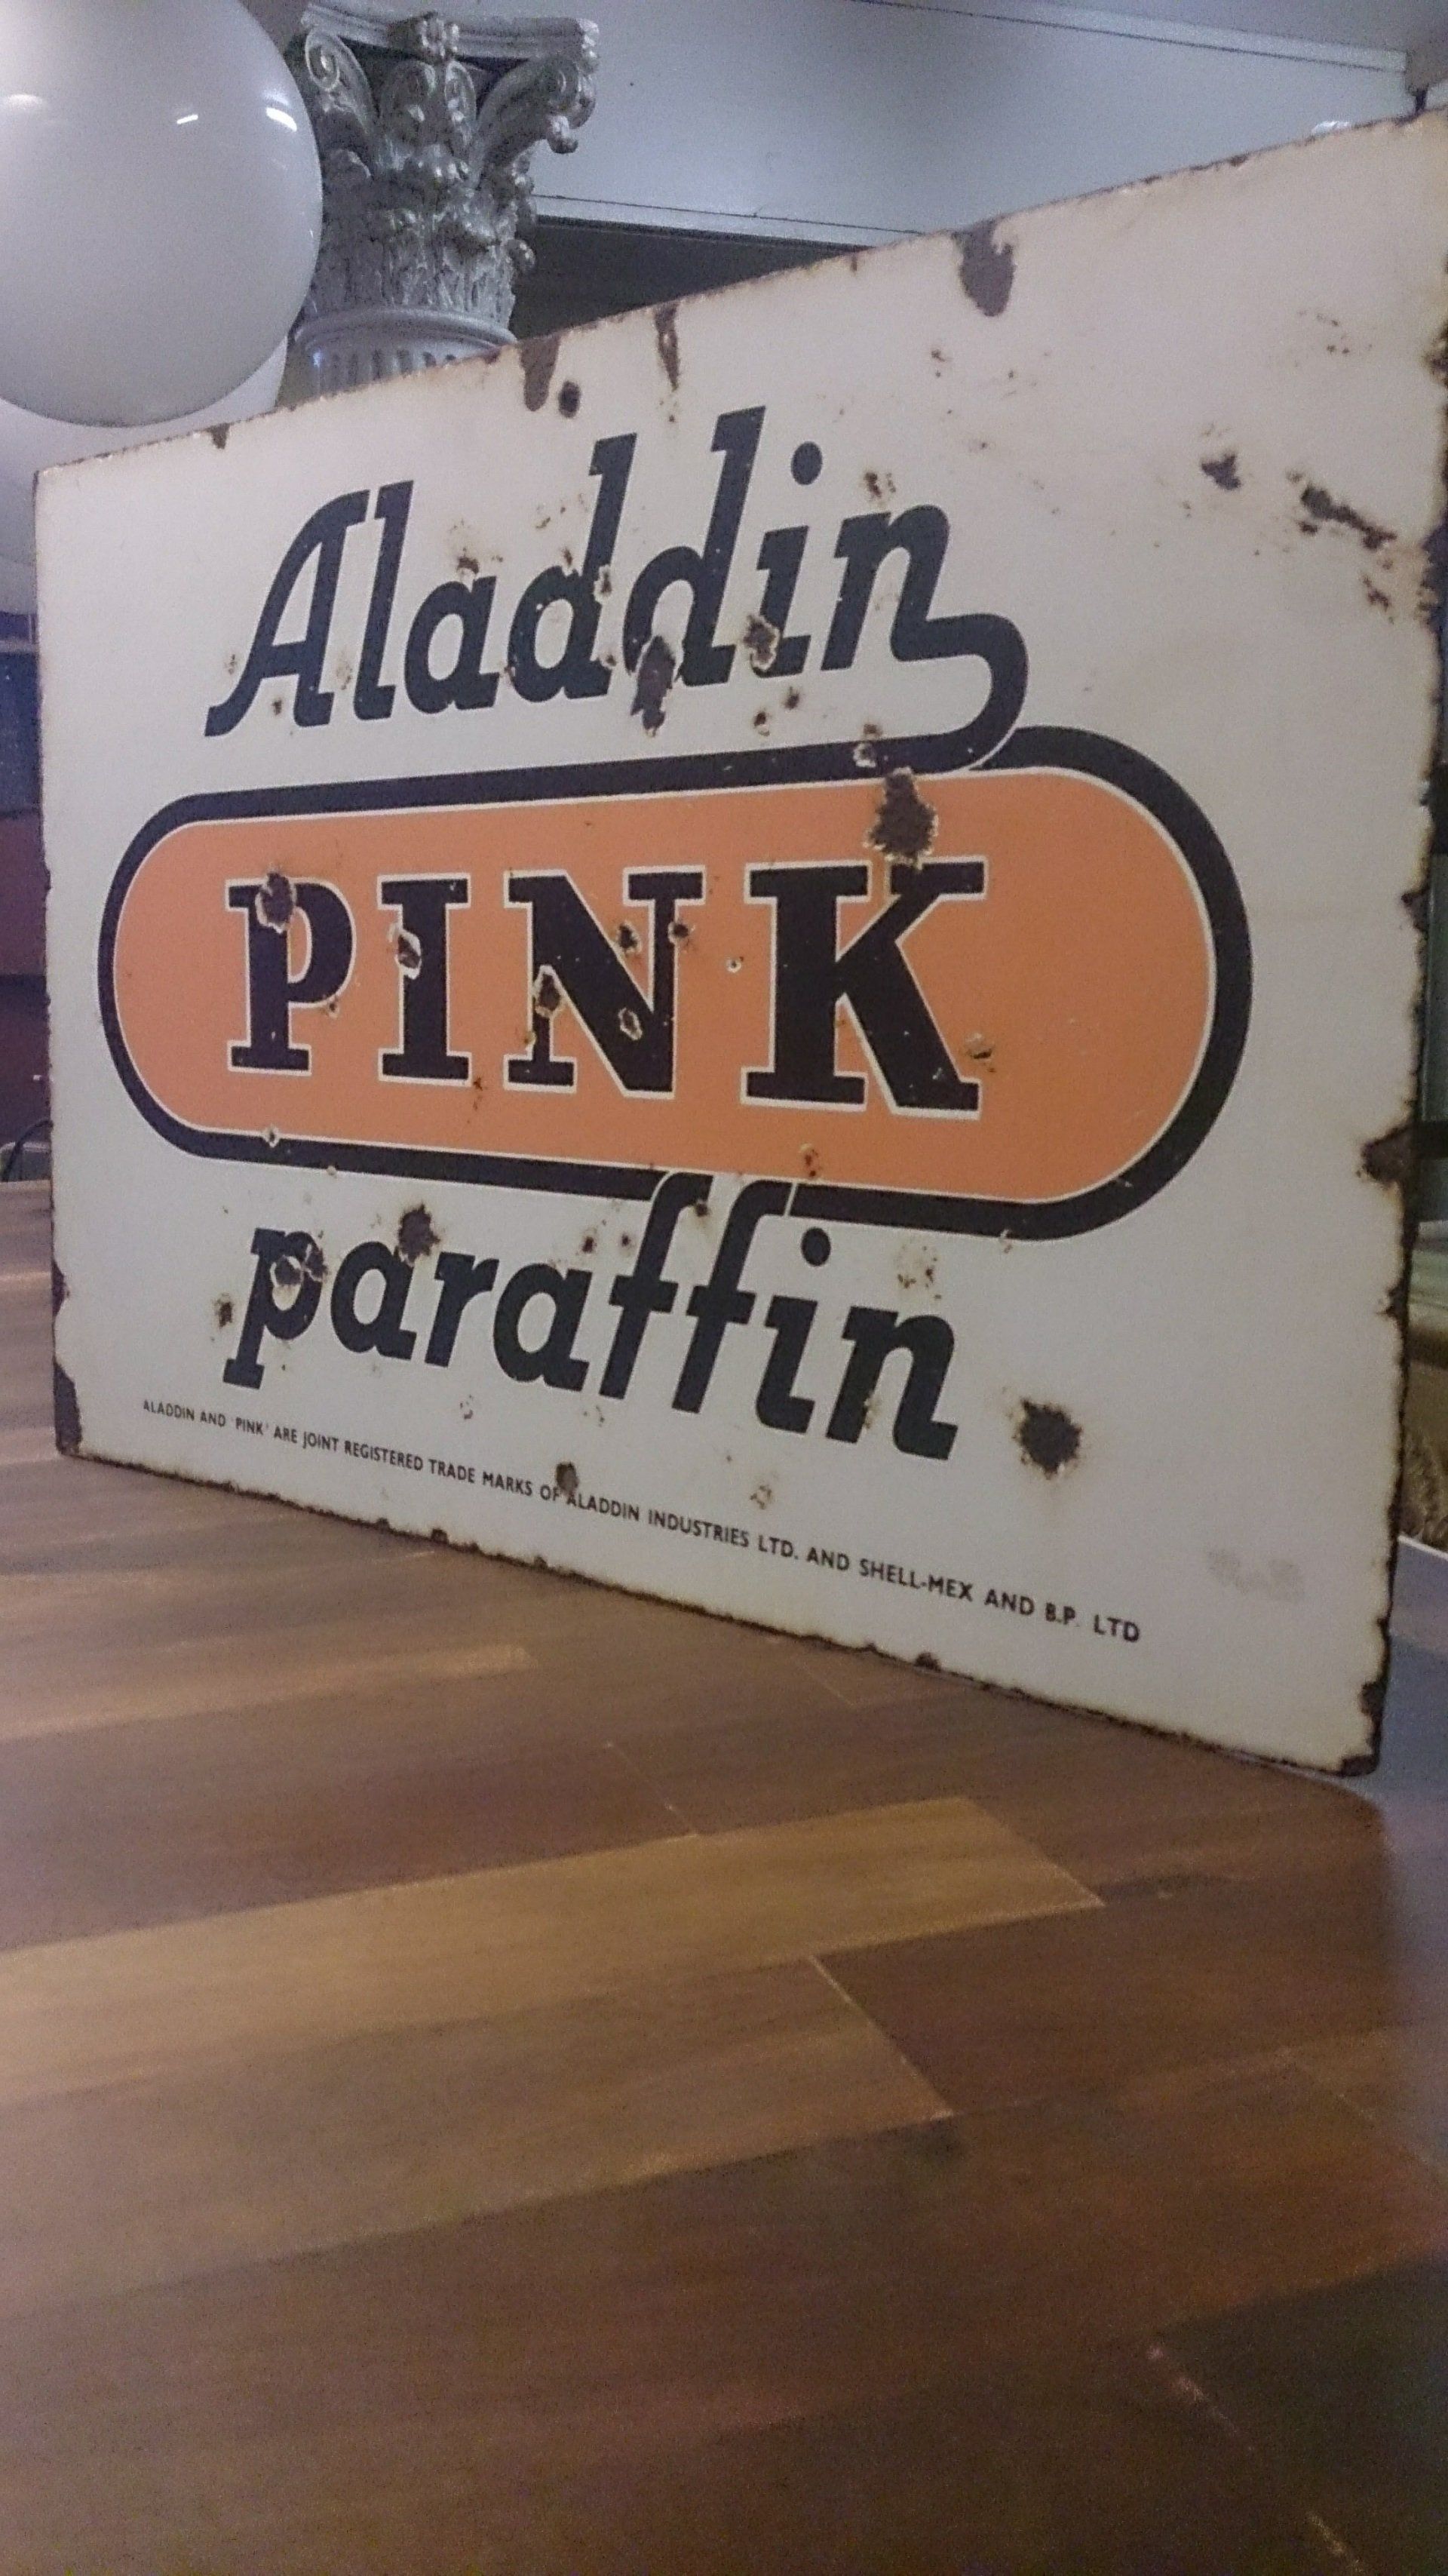 Aladdin
PINK
paraffin
ALADDIN AND 'PINK' ARE JOINT REGISTERED TRADE MARKS OF ALADDIN INDUSTRIES LTD. AND SHELL-MEX AND B.P. LTD